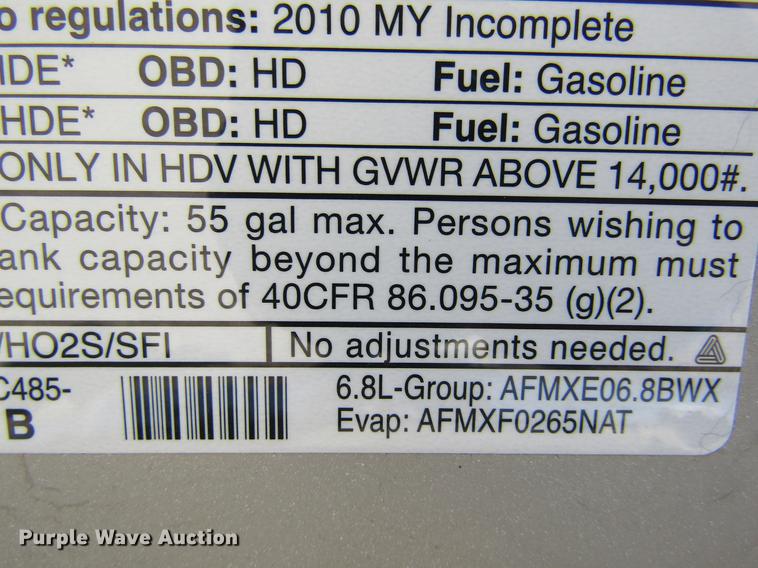 o regulations: 2010 MY Incomplete
HDE* OBD: HD Fuel: Gasoline
HDE* OBD: HD Fuel: Gasoline
ONLY IN HDV WITH GVWR ABOVE 14,000#.
Capacity: 55 gal max. Persons wishing to
ank capacity beyond the maximum must
equirements of 40CFR 86.095-35 (g)(2).
/HO2S/SFI No adjustments needed.
C485- 6.8L-Group: AFMXE06.8BWX
B Evap: AFMXF0265NAT
Purple Wave Auction